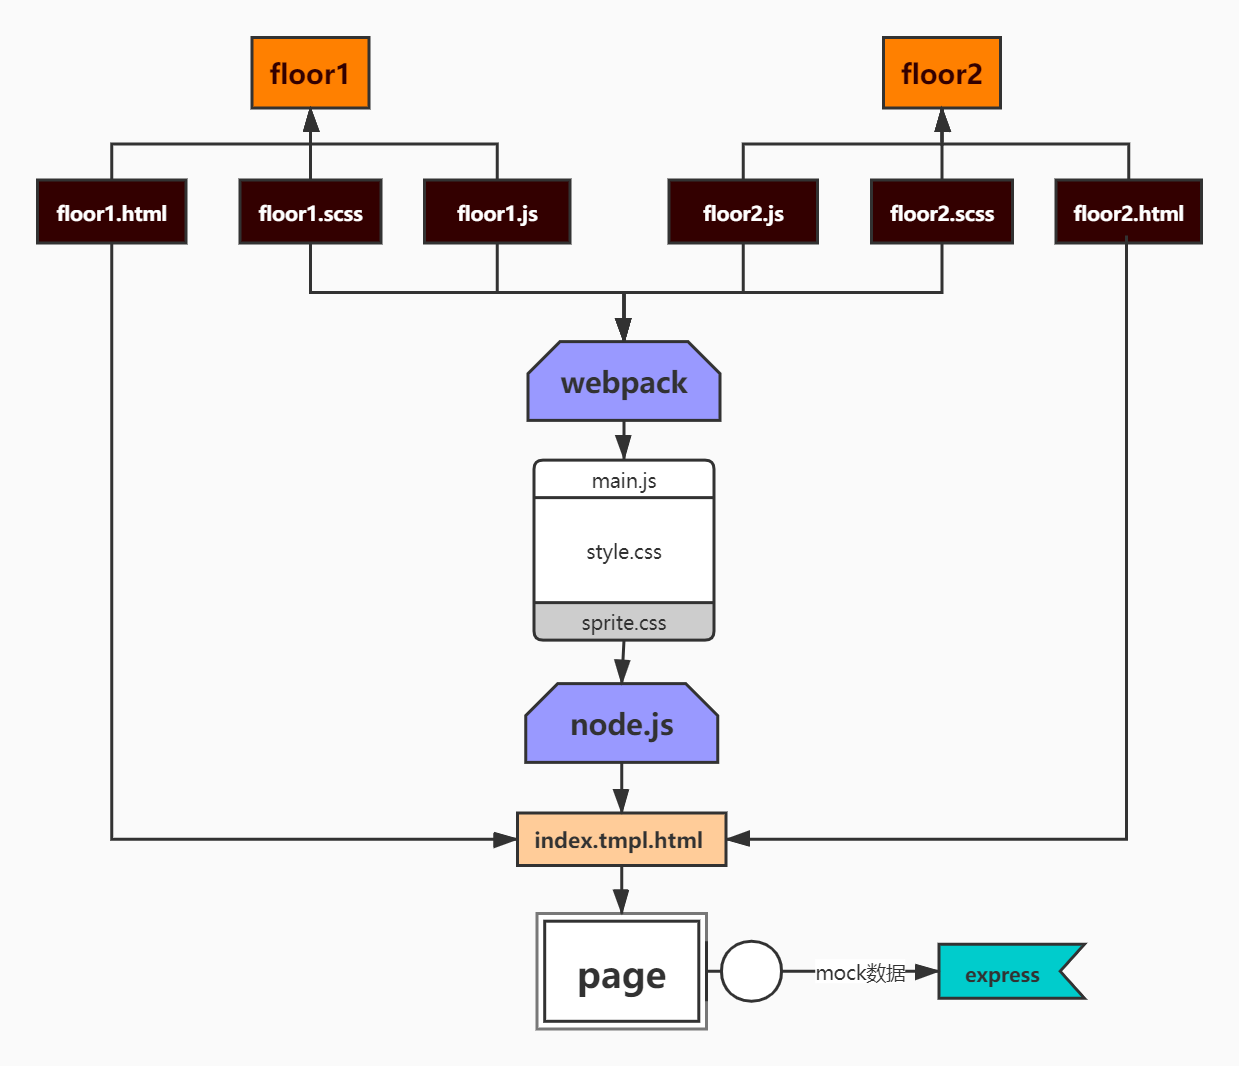 floor1
floor2
floor1.html
floor1.scss
floor1.js
floor2.js
floor2.scss
floor2.html
webpack
main.js
style.css
sprite.css
node.js
index.tmpl.html
page
mock数据
express